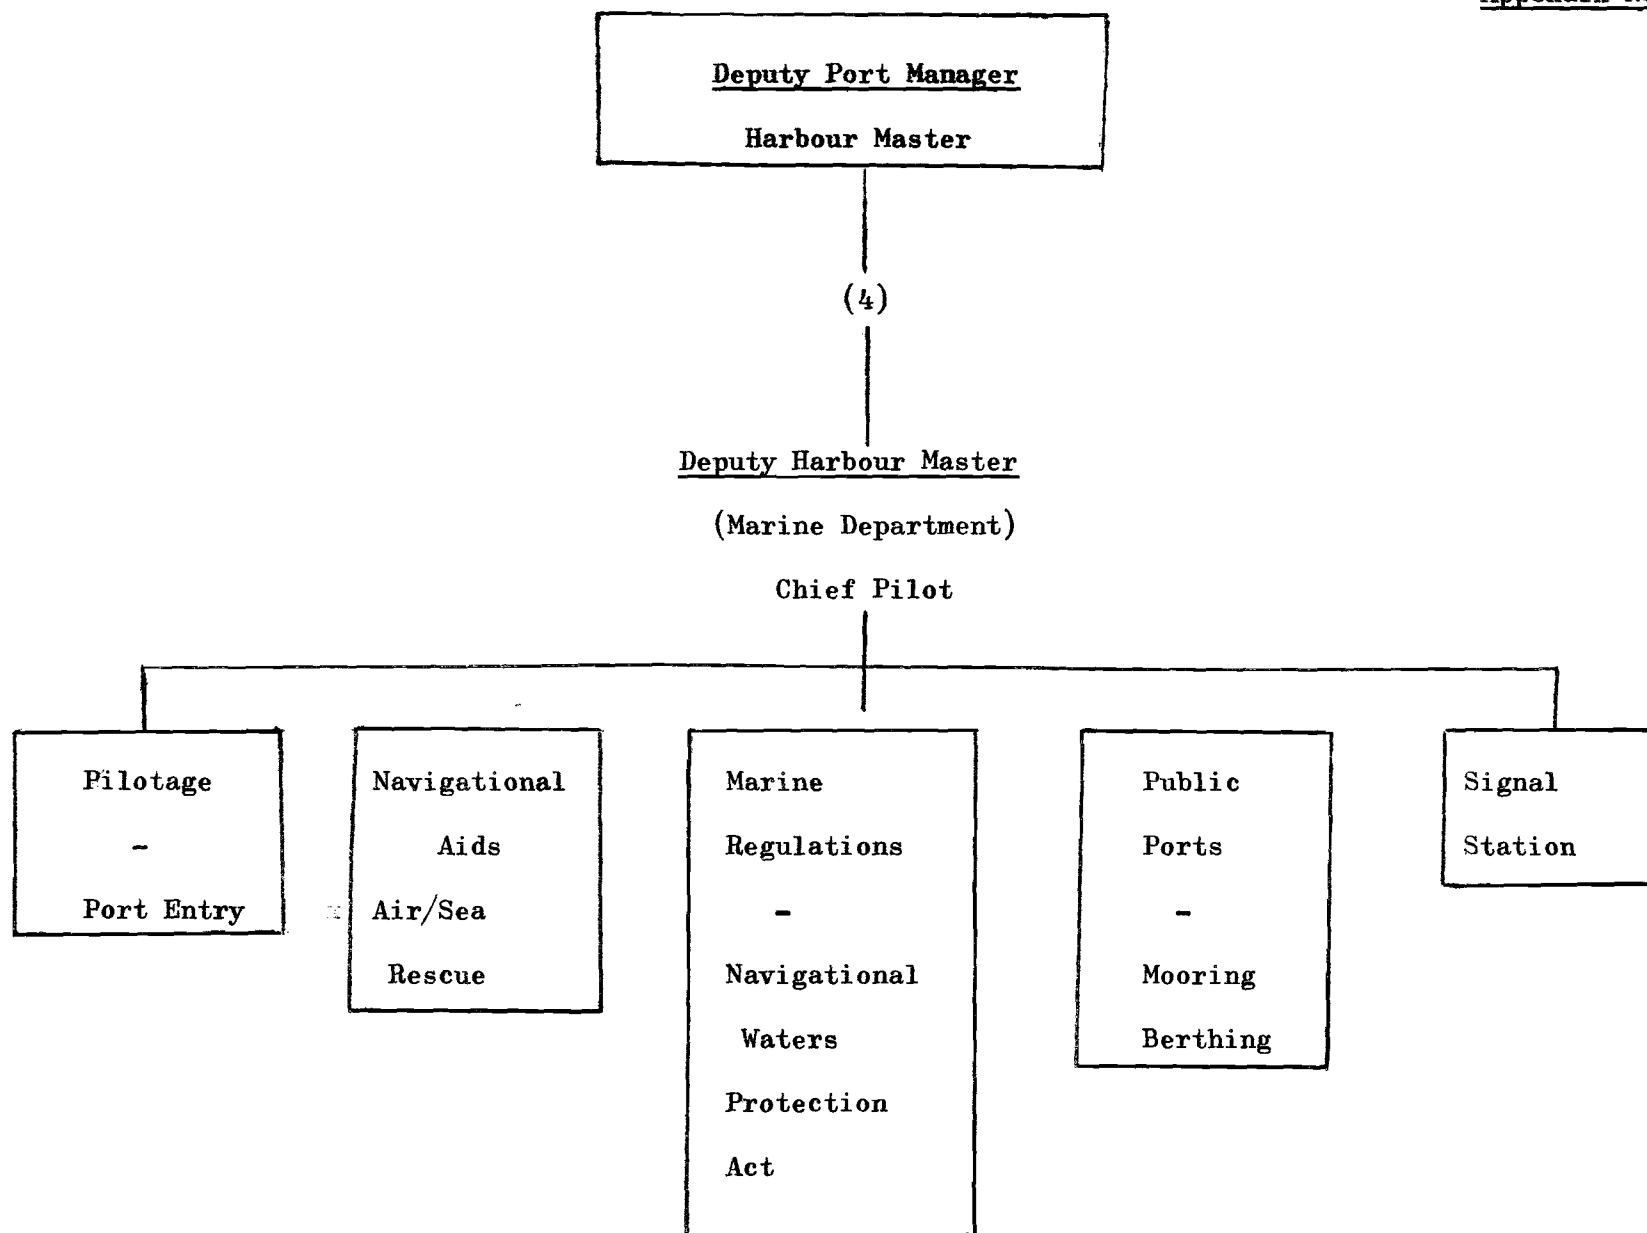 Deputy Port Manager
Harbour Master
(4)
Deputy Harbour Master
(Marine Department)
Chief Pilot
Pilotage
-
Port Entry
Navigational
Aids
Air/Sea
Rescue
Marine
Regulations
-
Navigational
Waters
Protection
Act
Public
Ports
-
Mooring
Berthing
Signal
Station